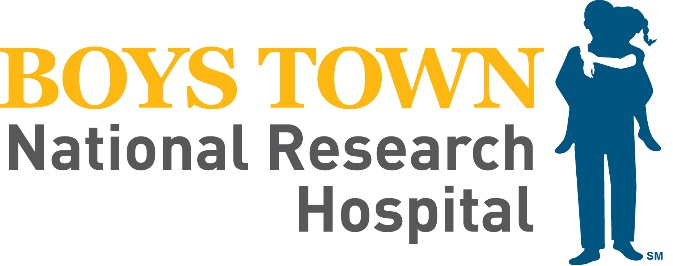 BOYS TOWN
National Research
Hospital
SM